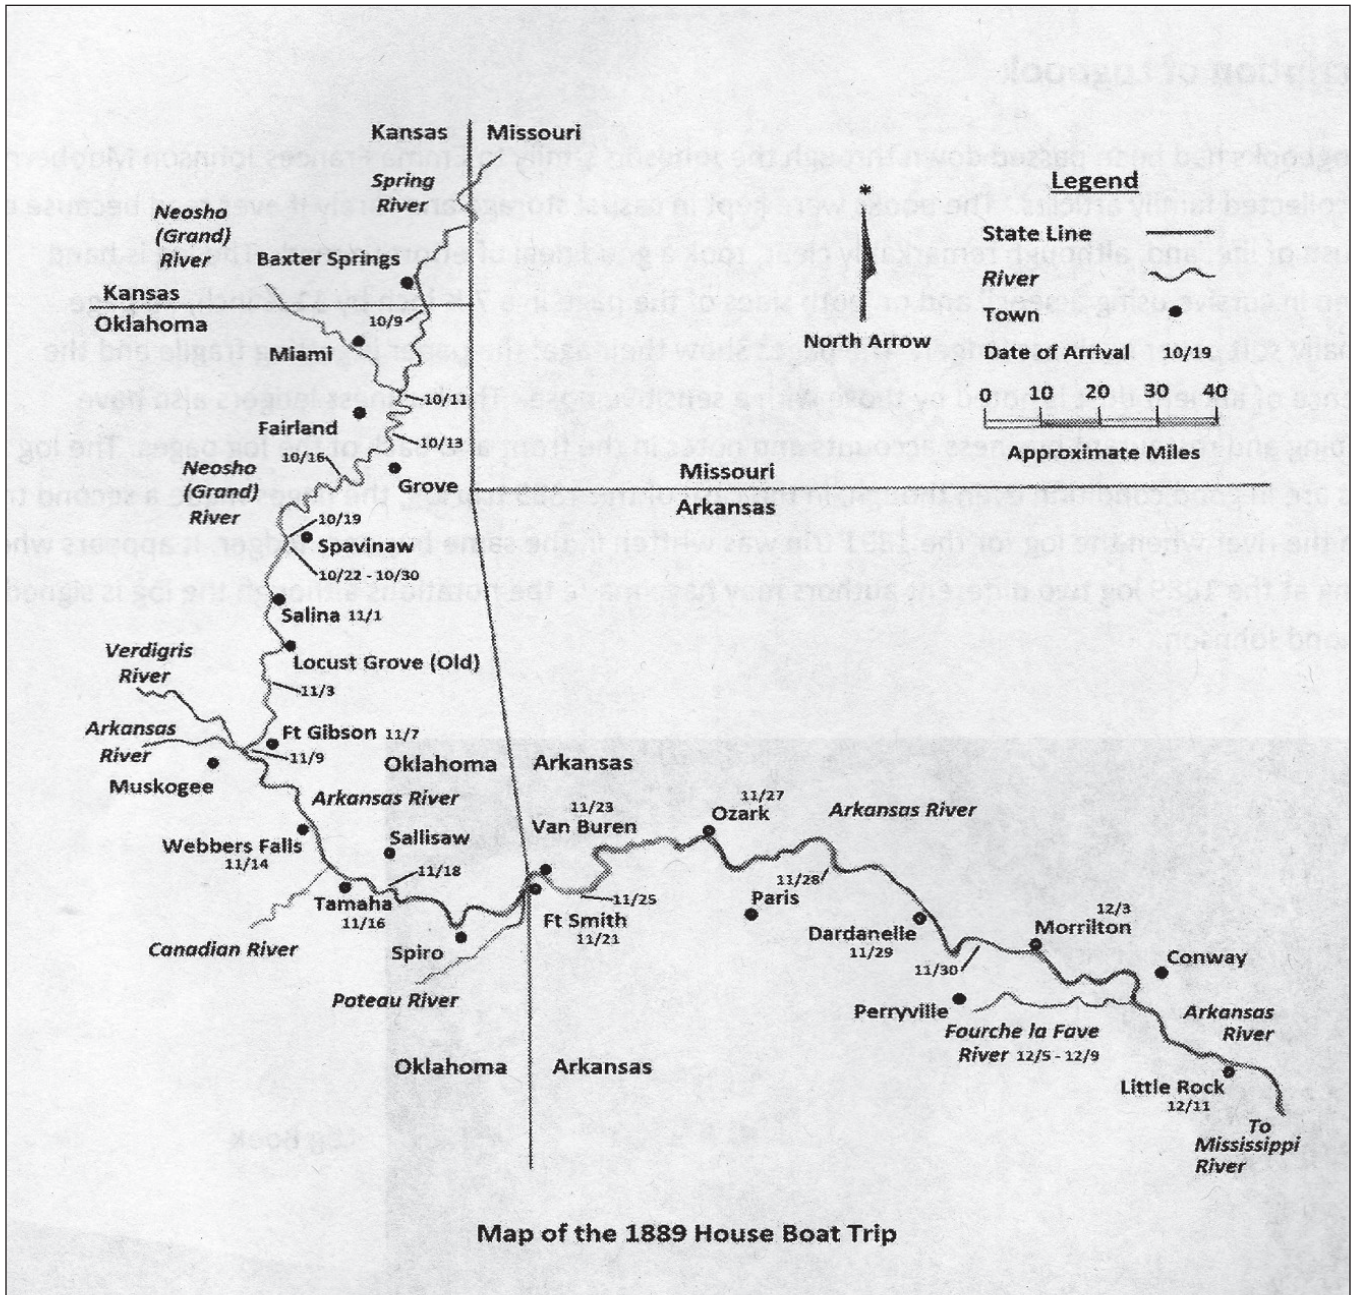 Kansas
Missouri
Spring
River
Neosho
(Grand)
River
Baxter Springs
Kansas
Oklahoma
10/9
Miami
10/11
Fairland
10/13
10/16
Neosho
(Grand)
River
Grove
10/19
Spavinaw
10/22 - 10/30
Salina 11/1
Locust Grove (Old)
Verdigris
River
11/3
Arkansas
River
Ft Gibson 11/7
11/9
Muskogee
Oklahoma
Arkansas
Arkansas River
*
North Arrow
Legend
State Line
River
Town
Date of Arrival 10/19
0 10 20 30 40
Approximate Miles
Missouri
Arkansas
Webbers Falls
11/14
Sallisaw
11/18
Tamaha
11/16
Canadian River
Spiro
Poteau River
11/23
Van Buren
Ft Smith
11/21
11/25
11/27
Ozark
Arkansas River
11/28
Paris
Dardanelle
11/29
11/30
12/3
Morrilton
Conway
Perryville
Fourche la Fave
River 12/5 - 12/9
Arkansas
River
Little Rock
12/11
To
Mississippi
River
Oklahoma
Arkansas
Map of the 1889 House Boat Trip